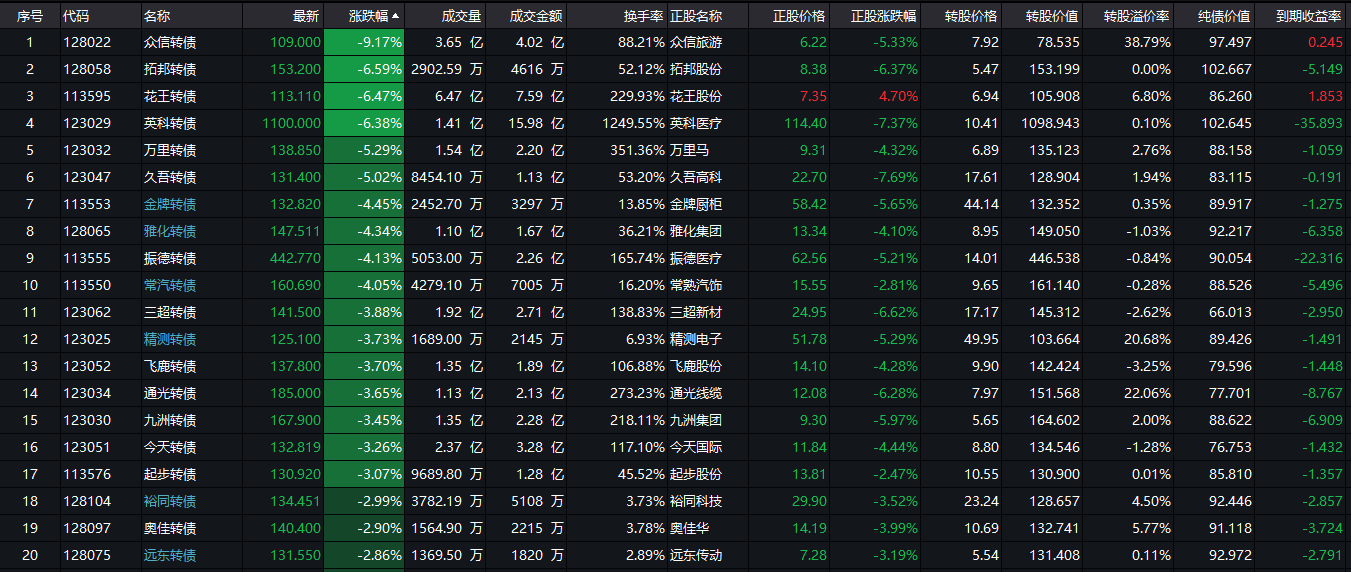 序号 代码 名称 最新 涨跌幅 成交量 成交金额 换手率 正股名称 正股价格 正股涨跌幅 转股价格 转股价值 转股溢价率 纯债价值 到期收益率
1 128022 众信转债 109.000 -9.17% 3.65 亿 4.02 亿 88.21% 众信旅游 6.22 -5.33% 7.92 78.535 38.79% 97.497 0.245
2 128058 拓邦转债 153.200 -6.59% 2902.59 万 4616 万 52.12% 拓邦股份 8.38 -6.37% 5.47 153.199 0.00% 102.667 -5.149
3 113595 花王转债 113.110 -6.47% 6.47 亿 7.59 亿 229.93% 花王股份 7.35 4.70% 6.94 105.908 6.80% 86.260 1.853
4 123029 英科转债 1100.000 -6.38% 1.41 亿 15.98 亿 1249.55% 英科医疗 114.40 -7.37% 10.41 1098.943 0.10% 102.645 -35.893
5 123032 万里转债 138.850 -5.29% 1.54 亿 2.20 亿 351.36% 万里马 9.31 -4.32% 6.89 135.123 2.76% 88.158 -1.059
6 123047 久吾转债 131.400 -5.02% 8454.10 万 1.13 亿 53.20% 久吾高科 22.70 -7.69% 17.61 128.904 1.94% 83.115 -0.191
7 113553 金牌转债 132.820 -4.45% 2452.70 万 3297 万 13.85% 金牌厨柜 58.42 -5.65% 44.14 132.352 0.35% 89.917 -1.275
8 128065 雅化转债 147.511 -4.34% 1.10 亿 1.67 亿 36.21% 雅化集团 13.34 -4.10% 8.95 149.050 -1.03% 92.217 -6.358
9 113555 振德转债 442.770 -4.13% 5053.00 万 2.26 亿 165.74% 振德医疗 62.56 -5.21% 14.01 446.538 -0.84% 90.054 -22.316
10 113550 常汽转债 160.690 -4.05% 4279.10 万 7005 万 16.20% 常熟汽饰 15.55 -2.81% 9.65 161.140 -0.28% 88.526 -5.496
11 123062 三超转债 141.500 -3.88% 1.92 亿 2.71 亿 138.83% 三超新材 24.95 -6.62% 17.17 145.312 -2.62% 66.013 -2.950
12 123025 精测转债 125.100 -3.73% 1689.00 万 2145 万 6.93% 精测电子 51.78 -5.29% 49.95 103.664 20.68% 89.426 -1.491
13 123052 飞鹿转债 137.800 -3.70% 1.35 亿 1.89 亿 106.88% 飞鹿股份 14.10 -4.28% 9.90 142.424 -3.25% 79.596 -1.448
14 123034 通光转债 185.000 -3.65% 1.13 亿 2.13 亿 273.23% 通光线缆 12.08 -6.28% 7.97 151.568 22.06% 77.701 -8.767
15 123030 九洲转债 167.900 -3.45% 1.35 亿 2.28 亿 218.11% 九洲集团 9.30 -5.97% 5.65 164.602 2.00% 88.622 -6.909
16 123051 今天转债 132.819 -3.26% 2.37 亿 3.28 亿 117.10% 今天国际 11.84 -4.44% 8.80 134.546 -1.28% 76.753 -1.432
17 113576 起步转债 130.920 -3.07% 9689.80 万 1.28 亿 45.52% 起步股份 13.81 -2.47% 10.55 130.900 0.01% 85.810 -1.357
18 128104 裕同转债 134.451 -2.99% 3782.19 万 5108 万 3.73% 裕同科技 29.90 -3.52% 23.24 128.657 4.50% 92.446 -2.857
19 128097 奥佳转债 140.400 -2.90% 1564.90 万 2215 万 3.78% 奥佳华 14.19 -3.99% 10.69 132.741 5.77% 91.118 -3.724
20 128075 远东转债 131.550 -2.86% 1369.50 万 1820 万 2.89% 远东传动 7.28 -3.19% 5.54 131.408 0.11% 92.972 -2.791